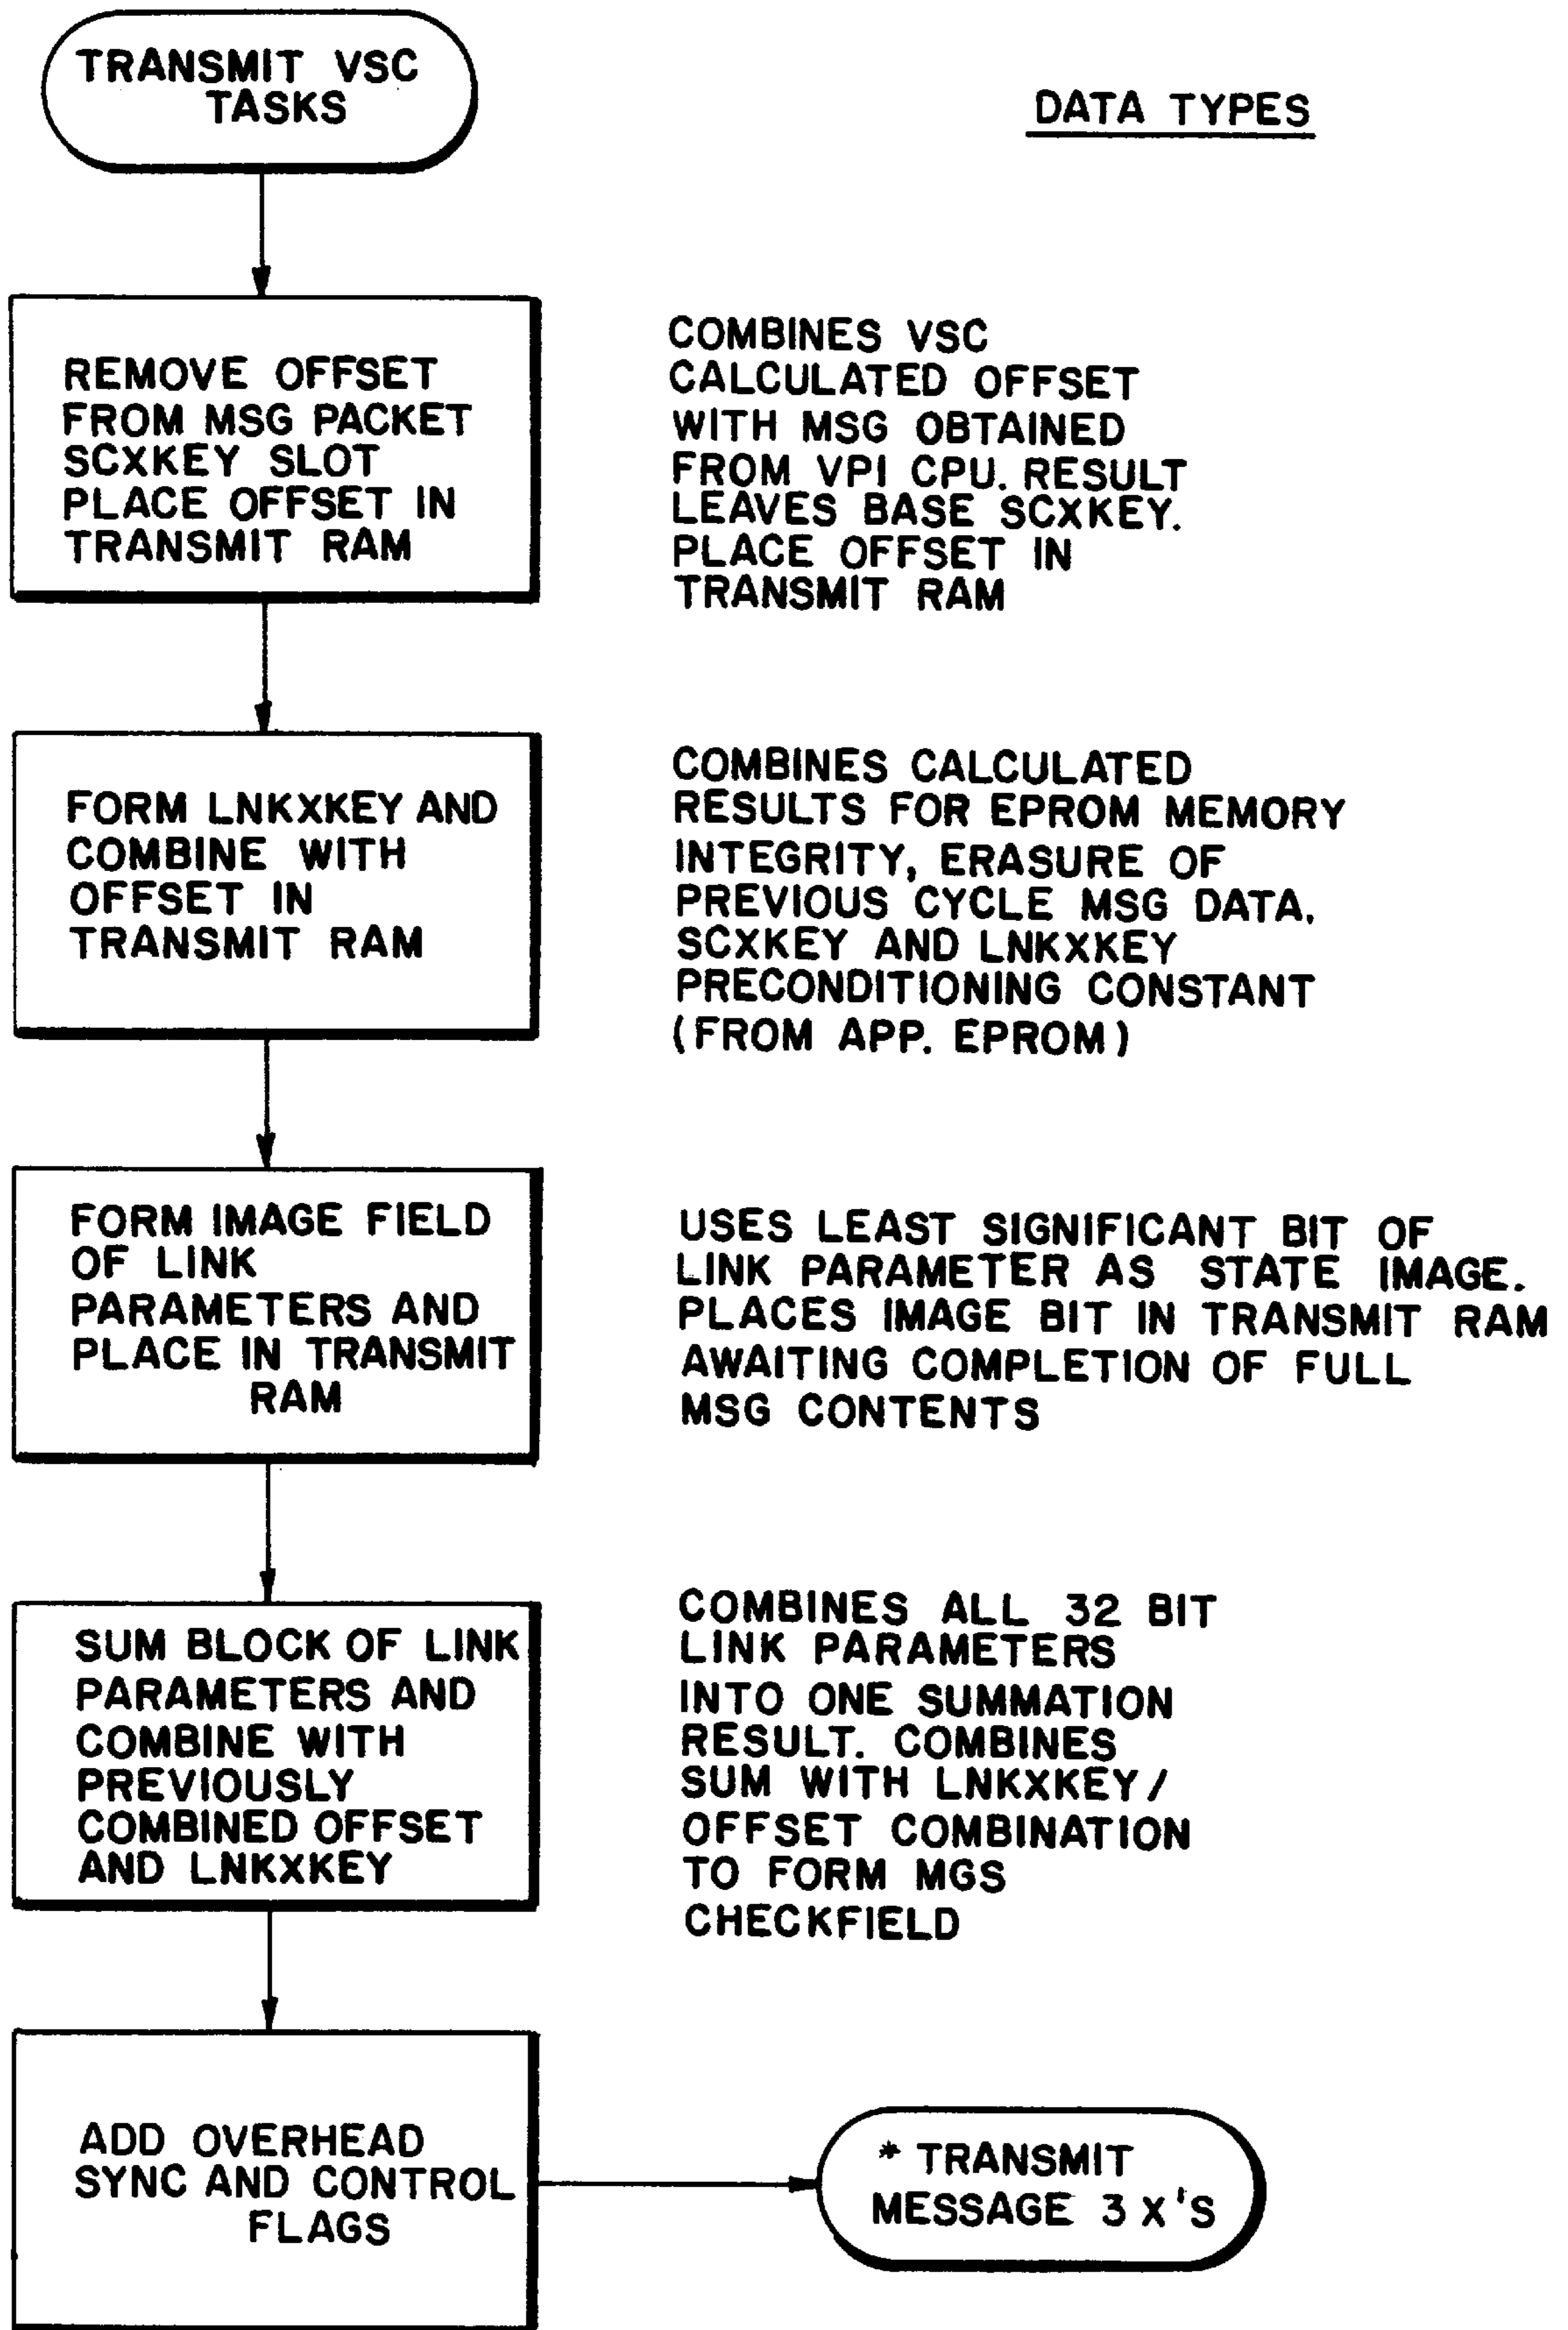 TRANSMIT VSC
TASKS
DATA TYPES
REMOVE OFFSET
FROM MSG PACKET
SCXKEY SLOT
PLACE OFFSET IN
TRANSMIT RAM
COMBINES VSC
CALCULATED OFFSET
WITH MSG OBTAINED
FROM VPI CPU. RESULT
LEAVES BASE SCXKEY.
PLACE OFFSET IN
TRANSMIT RAM
FORM LNKXKEY AND
COMBINE WITH
OFFSET IN
TRANSMIT RAM
COMBINES CALCULATED
RESULTS FOR EPROM MEMORY
INTEGRITY, ERASURE OF
PREVIOUS CYCLE MSG DATA.
SCXKEY AND LNKXKEY
PRECONDITIONING CONSTANT
(FROM APP. EPROM)
FORM IMAGE FIELD
OF LINK
PARAMETERS AND
PLACE IN TRANSMIT
RAM
USES LEAST SIGNIFICANT BIT OF
LINK PARAMETER AS STATE IMAGE.
PLACES IMAGE BIT IN TRANSMIT RAM
AWAITING COMPLETION OF FULL
MSG CONTENTS
SUM BLOCK OF LINK
PARAMETERS AND
COMBINE WITH
PREVIOUSLY
COMBINED OFFSET
AND LNKXKEY
COMBINES ALL 32 BIT
LINK PARAMETERS
INTO ONE SUMMATION
RESULT. COMBINES
SUM WITH LNKXKEY/
OFFSET COMBINATION
TO FORM MGS
CHECKFIELD
ADD OVERHEAD
SYNC AND CONTROL
FLAGS
* TRANSMIT
MESSAGE 3 X'S